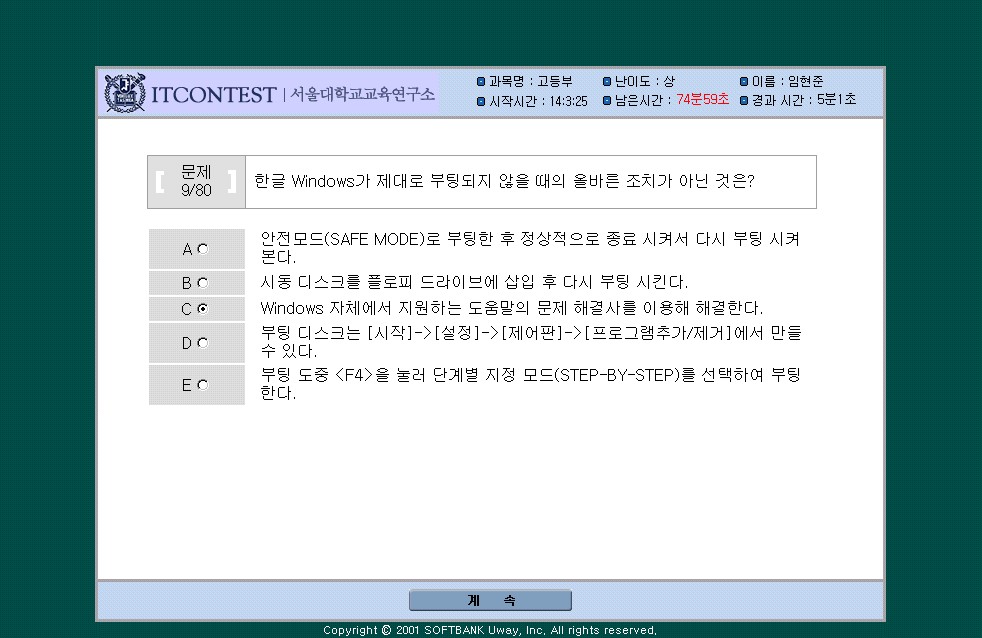 ITCONTEST | 서울대학교교육연구소
과목명 : 고등부 난이도 : 상 이름 : 임현준
시작시간 : 14:3:25 남은시간 : 74분59초 경과 시간 : 5분1초
문제
9/80
한글 Windows가 제대로 부팅되지 않을 때의 올바른 조치가 아닌 것은?
A 안전모드(SAFE MODE)로 부팅한 후 정상적으로 종료 시켜서 다시 부팅 시켜
본다.
B 시동 디스크를 플로피 드라이브에 삽입 후 다시 부팅 시킨다.
C Windows 자체에서 지원하는 도움말의 문제 해결사를 이용해 해결한다.
D 부팅 디스크는 [시작]->[설정]->[제어판]->[프로그램추가/제거]에서 만들
수 있다.
E 부팅 도중 <F4>을 눌러 단계별 지정 모드(STEP-BY-STEP)를 선택하여 부팅
한다.
계 속
Copyright © 2001 SOFTBANK Uway, Inc, All rights reserved,